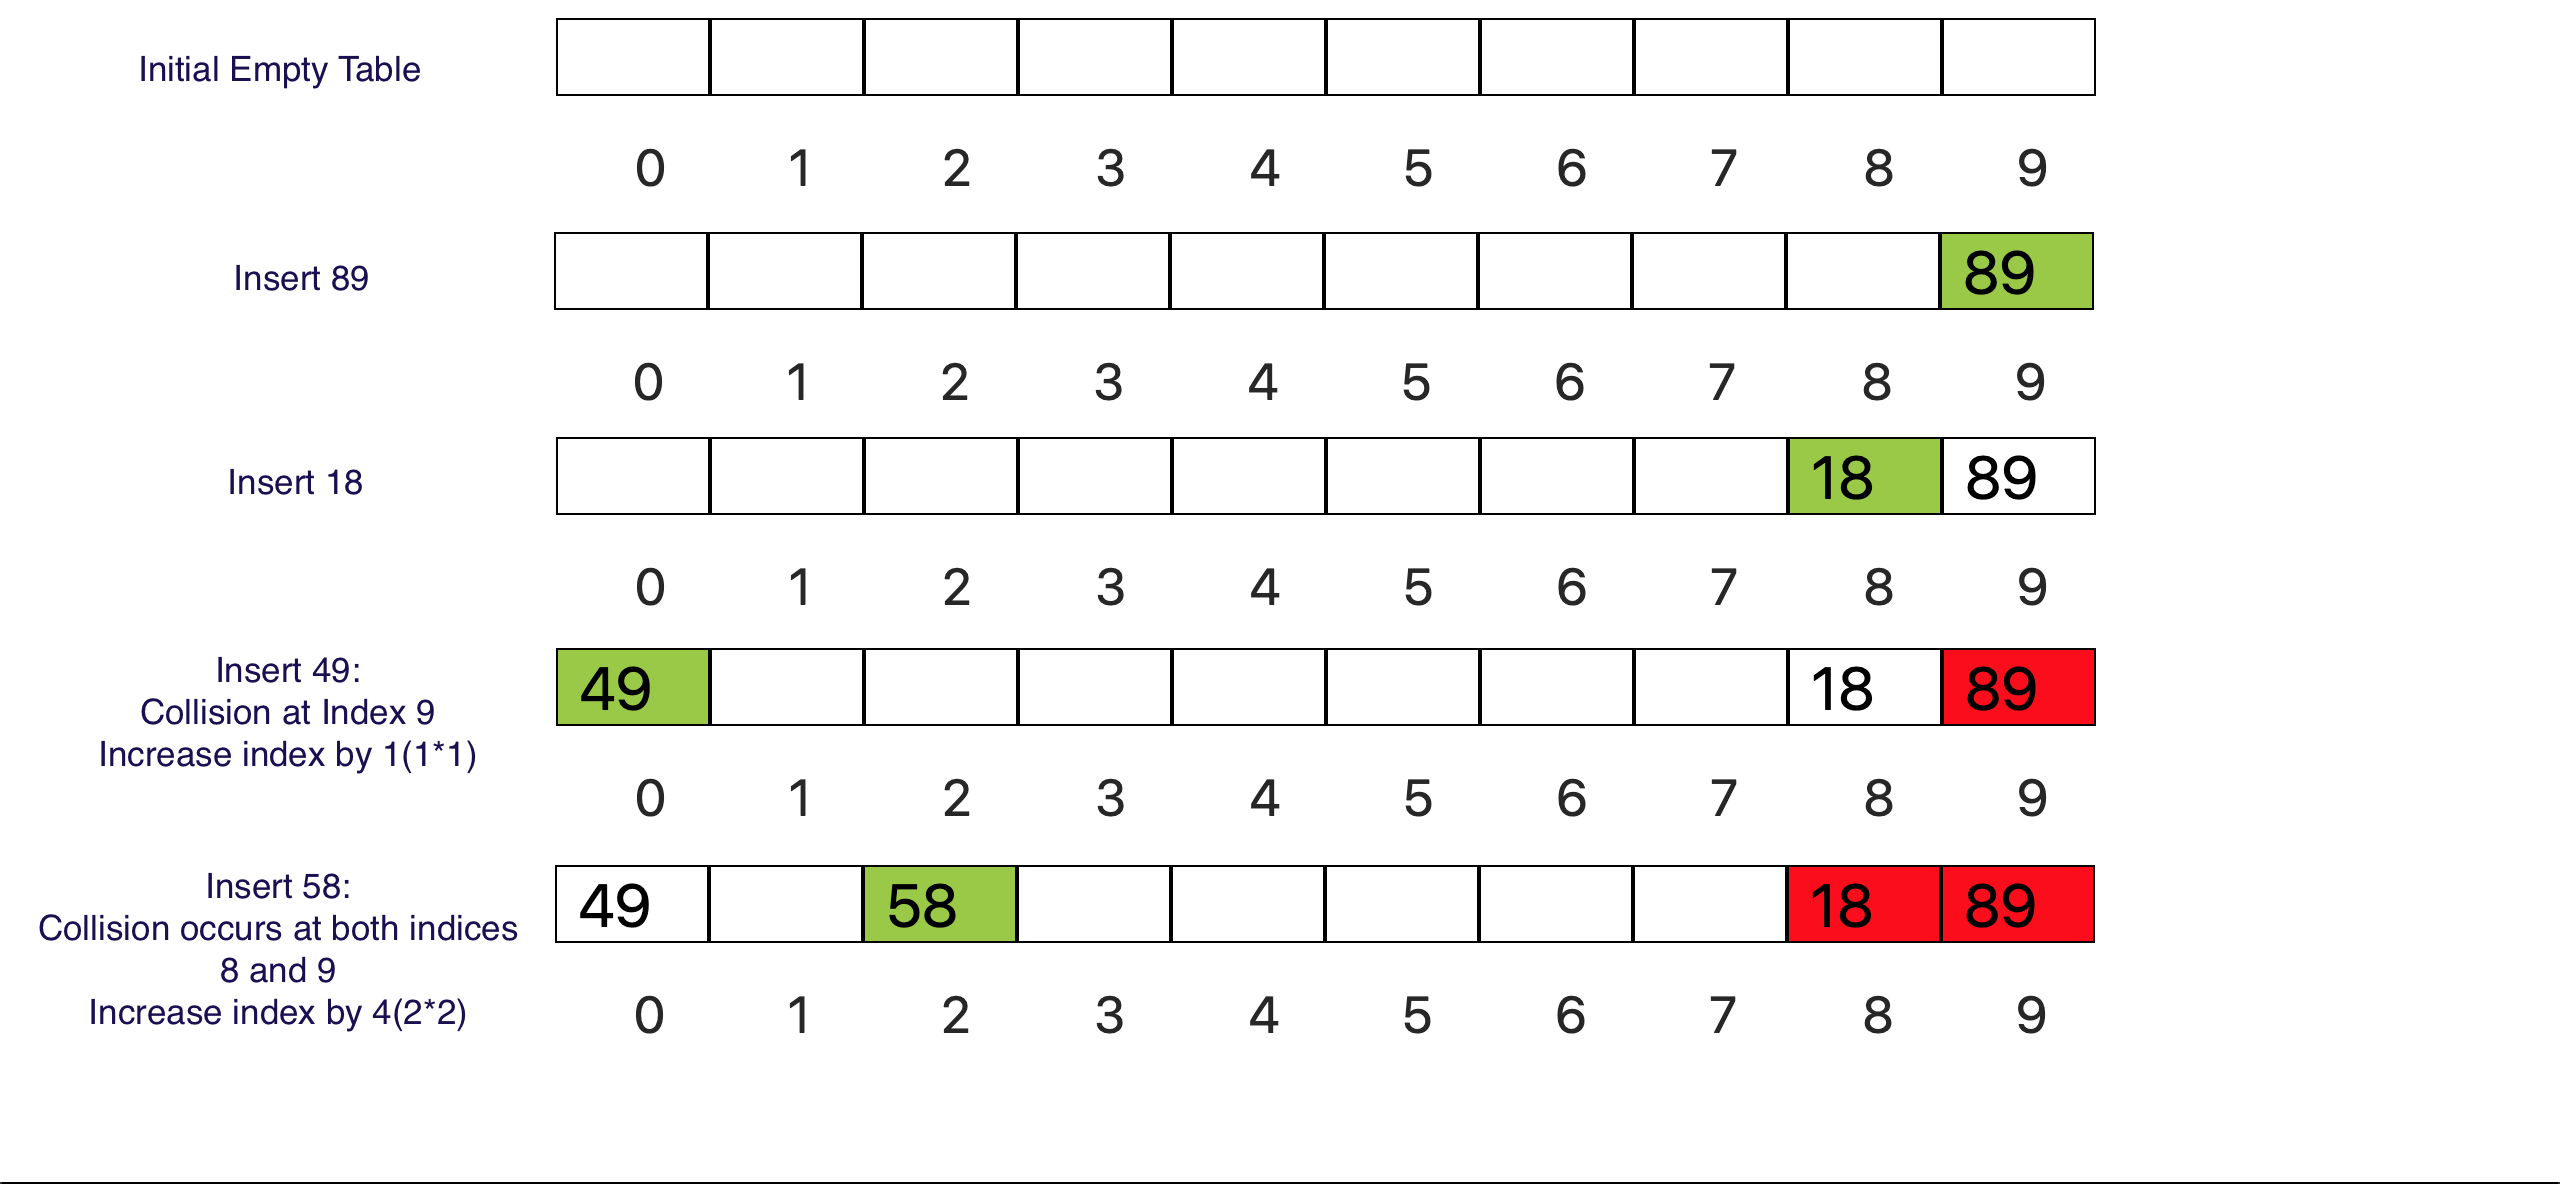 Initial Empty Table
0 1 2 3 4 5 6 7 8 9
Insert 89
89
0 1 2 3 4 5 6 7 8 9
Insert 18
18 89
0 1 2 3 4 5 6 7 8 9
Insert 49:
Collision at Index 9
Increase index by 1(1*1)
49 18 89
0 1 2 3 4 5 6 7 8 9
Insert 58:
Collision occurs at both indices
8 and 9
Increase index by 4(2*2)
49 58 18 89
0 1 2 3 4 5 6 7 8 9